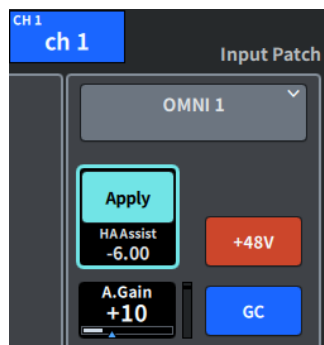 CH 1
ch 1
Input Patch
OMNI 1
Apply
HA Assist
-6.00
+48V
A.Gain
+10
GC